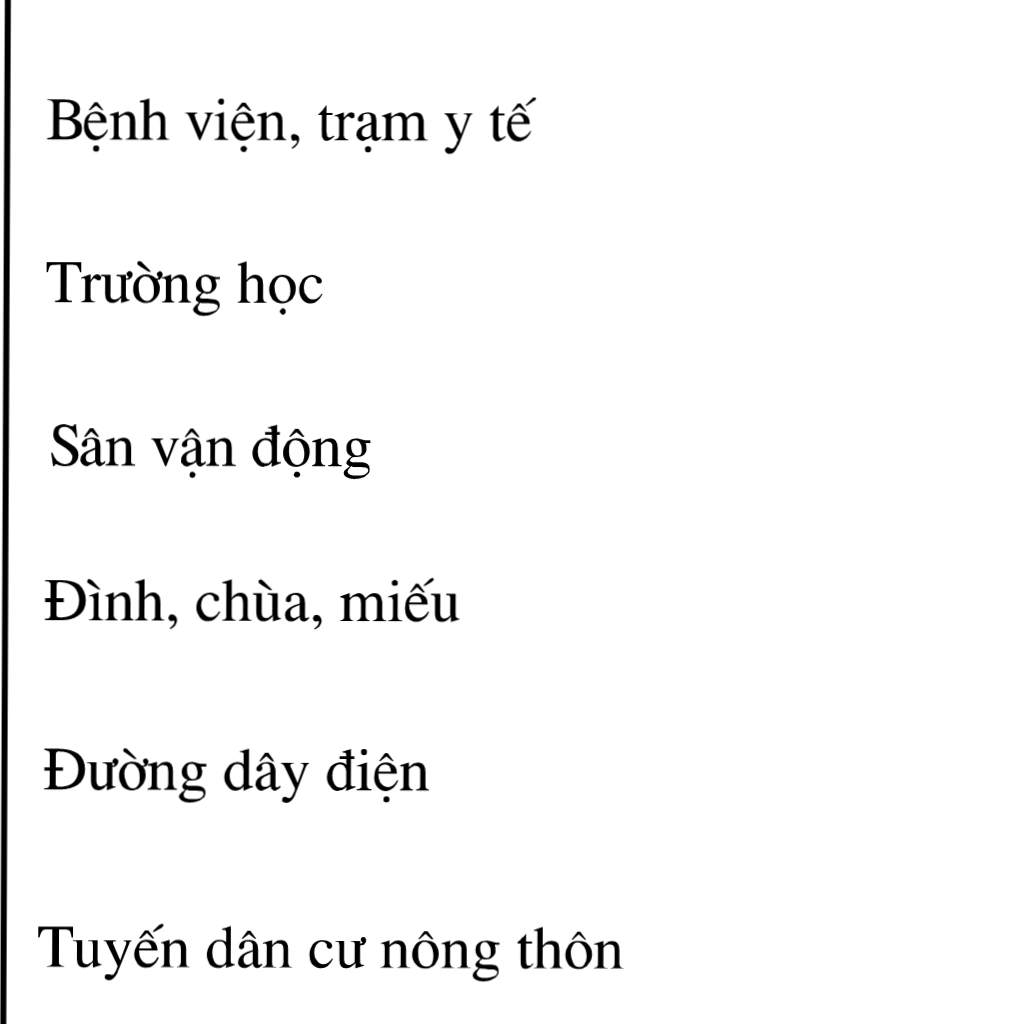 Bệnh viện, trạm y tế
Trường học
Sân vận động
Đình, chùa, miếu
Đường dây điện
Tuyến dân cư nông thôn